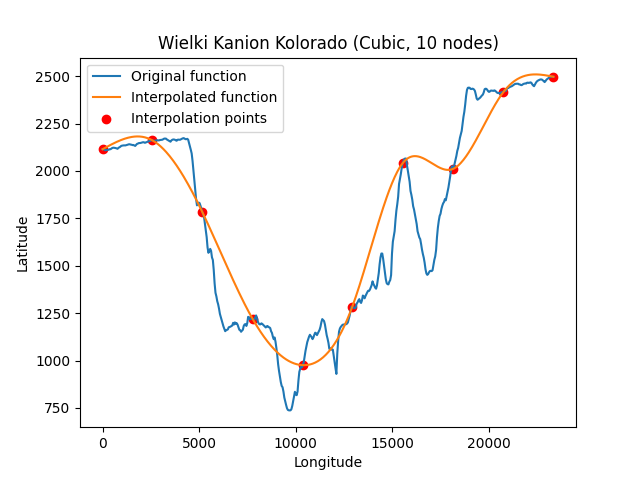 Wielki Kanion Kolorado (Cubic, 10 nodes)
Original function
Interpolated function
Interpolation points
2500
2250
2000
1750
1500
1250
1000
750
Latitude
0 5000 10000 15000 20000
Longitude